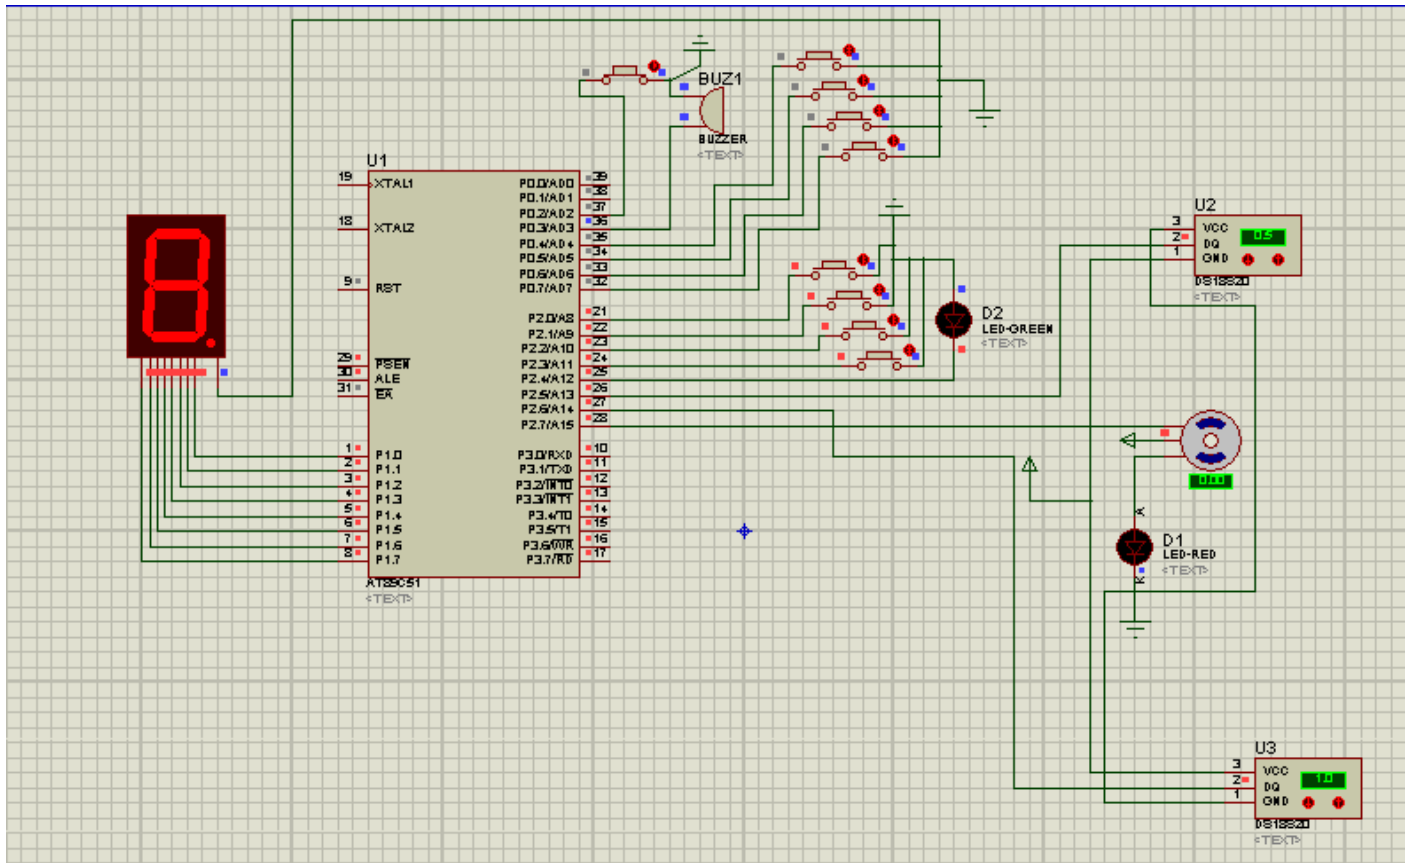 BUZ1
BUZZER
<TEXT>
U1
19
XTAL1
18
XTAL2
9
RST
29
PSEN
30
ALE
31
EA
1
P1.0
2
P1.1
3
P1.2
4
P1.3
5
P1.4
6
P1.5
7
P1.6
8
P1.7
P0.0/AD0
39
P0.1/AD1
38
P0.2/AD2
37
P0.3/AD3
36
P0.4/AD4
35
P0.5/AD5
34
P0.6/AD6
33
P0.7/AD7
32
P2.0/A8
21
P2.1/A9
22
P2.2/A10
23
P2.3/A11
24
P2.4/A12
25
P2.5/A13
26
P2.6/A14
27
P2.7/A15
28
P3.0/RXD
10
P3.1/TXD
11
P3.2/INT0
12
P3.3/INT1
13
P3.4/T0
14
P3.5/T1
15
P3.6/WR
16
P3.7/RD
17
AT89C51
<TEXT>
D2
LED-GREEN
<TEXT>
U2
3
VCC
2
DQ
1
GND
0.5
DS18S20
<TEXT>
0.00
A
D1
LED-RED
<TEXT>
K
U3
3
VCC
2
DQ
1
GND
1.0
DS18S20
<TEXT>